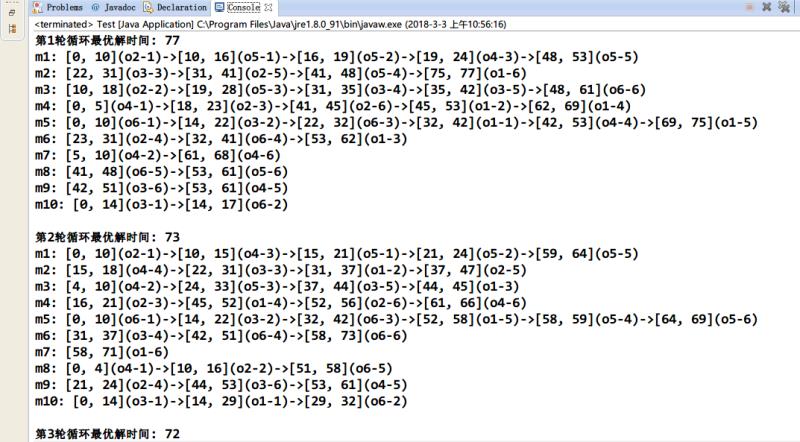 Problems @ Javadoc Declaration Console
<terminated> Test [Java Application] C:\Program Files\Java\jre1.8.0_91\bin\javaw.exe (2018-3-3 上午10:56:16)
第1轮循环最优解时间: 77
m1: [0, 10](o2-1)->[10, 16](o5-1)->[16, 19](o5-2)->[19, 24](o4-3)->[48, 53](o5-5)
m2: [22, 31](o3-3)->[31, 41](o2-5)->[41, 48](o5-4)->[75, 77](o1-6)
m3: [10, 18](o2-2)->[19, 28](o5-3)->[31, 35](o3-4)->[35, 42](o3-5)->[48, 61](o6-6)
m4: [0, 5](o4-1)->[18, 23](o2-3)->[41, 45](o2-6)->[45, 53](o1-2)->[62, 69](o1-4)
m5: [0, 10](o6-1)->[14, 22](o3-2)->[22, 32](o6-3)->[32, 42](o1-1)->[42, 53](o4-4)->[69, 75](o1-5)
m6: [23, 31](o2-4)->[32, 41](o6-4)->[53, 62](o1-3)
m7: [5, 10](o4-2)->[61, 68](o4-6)
m8: [41, 48](o6-5)->[53, 61](o5-6)
m9: [42, 51](o3-6)->[53, 61](o4-5)
m10: [0, 14](o3-1)->[14, 17](o6-2)
第2轮循环最优解时间: 73
m1: [0, 10](o2-1)->[10, 15](o4-3)->[15, 21](o5-1)->[21, 24](o5-2)->[59, 64](o5-5)
m2: [15, 18](o4-4)->[22, 31](o3-3)->[31, 37](o1-2)->[37, 47](o2-5)
m3: [4, 10](o4-2)->[24, 33](o5-3)->[37, 44](o3-5)->[44, 45](o1-3)
m4: [16, 21](o2-3)->[45, 52](o1-4)->[52, 56](o2-6)->[61, 66](o4-6)
m5: [0, 10](o6-1)->[14, 22](o3-2)->[32, 42](o6-3)->[52, 58](o1-5)->[58, 59](o5-4)->[64, 69](o5-6)
m6: [31, 37](o3-4)->[42, 51](o6-4)->[58, 73](o6-6)
m7: [58, 71](o1-6)
m8: [0, 4](o4-1)->[10, 16](o2-2)->[51, 58](o6-5)
m9: [21, 24](o2-4)->[44, 53](o3-6)->[53, 61](o4-5)
m10: [0, 14](o3-1)->[14, 29](o1-1)->[29, 32](o6-2)
第3轮循环最优解时间: 72